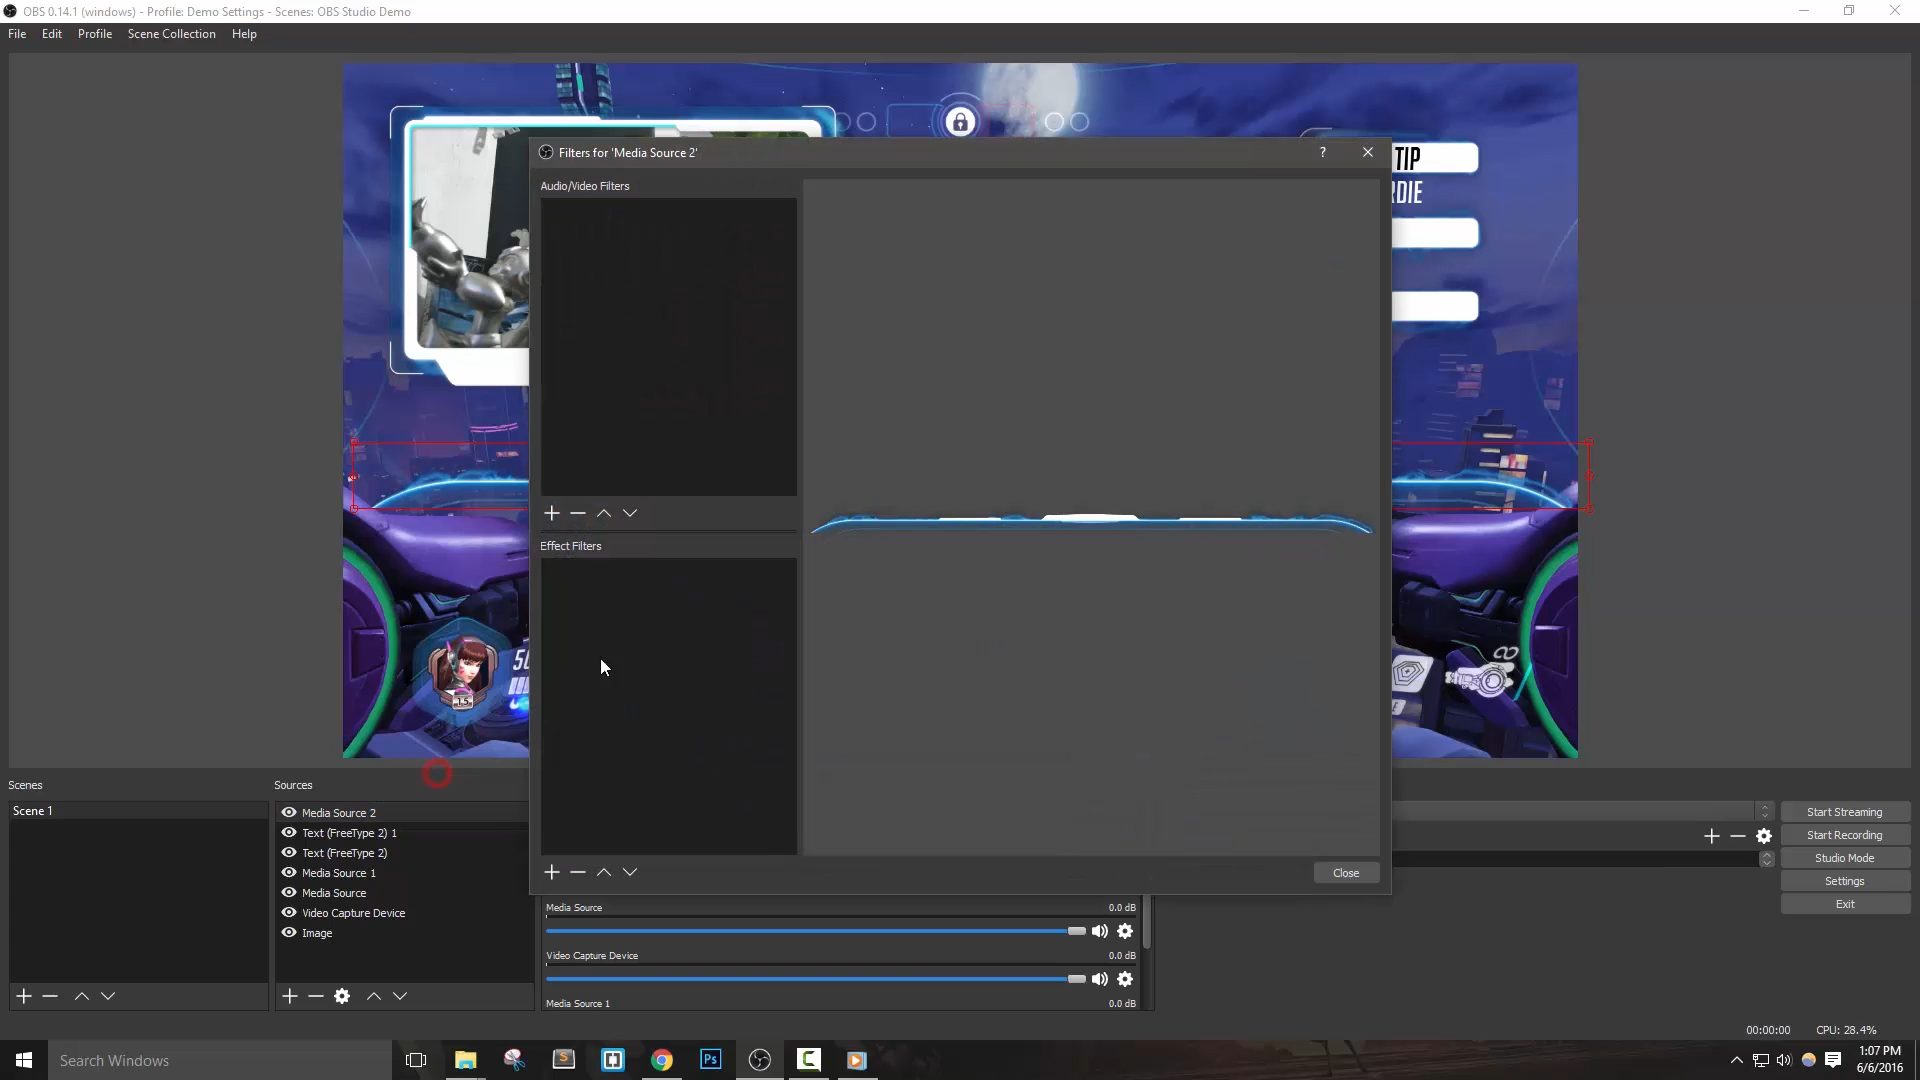 OBS 0.14.1 (windows) - Profile: Demo Settings - Scenes: OBS Studio Demo
File Edit Profile Scene Collection Help
Filters for 'Media Source 2'
?
Audio/Video Filters
TIP
RDIE
Effect Filters
15
Close
Scenes
Sources
Scene 1
Media Source 2
Text (FreeType 2) 1
Text (FreeType 2)
Media Source 1
Media Source
Video Capture Device
Image
Media Source 0.0 dB
Video Capture Device 0.0 dB
Media Source 1 0.0 dB
Start Streaming
Start Recording
Studio Mode
Settings
Exit
00:00:00 CPU: 28.4%
Search Windows
S
Ps
C
1:07 PM
6/6/2016